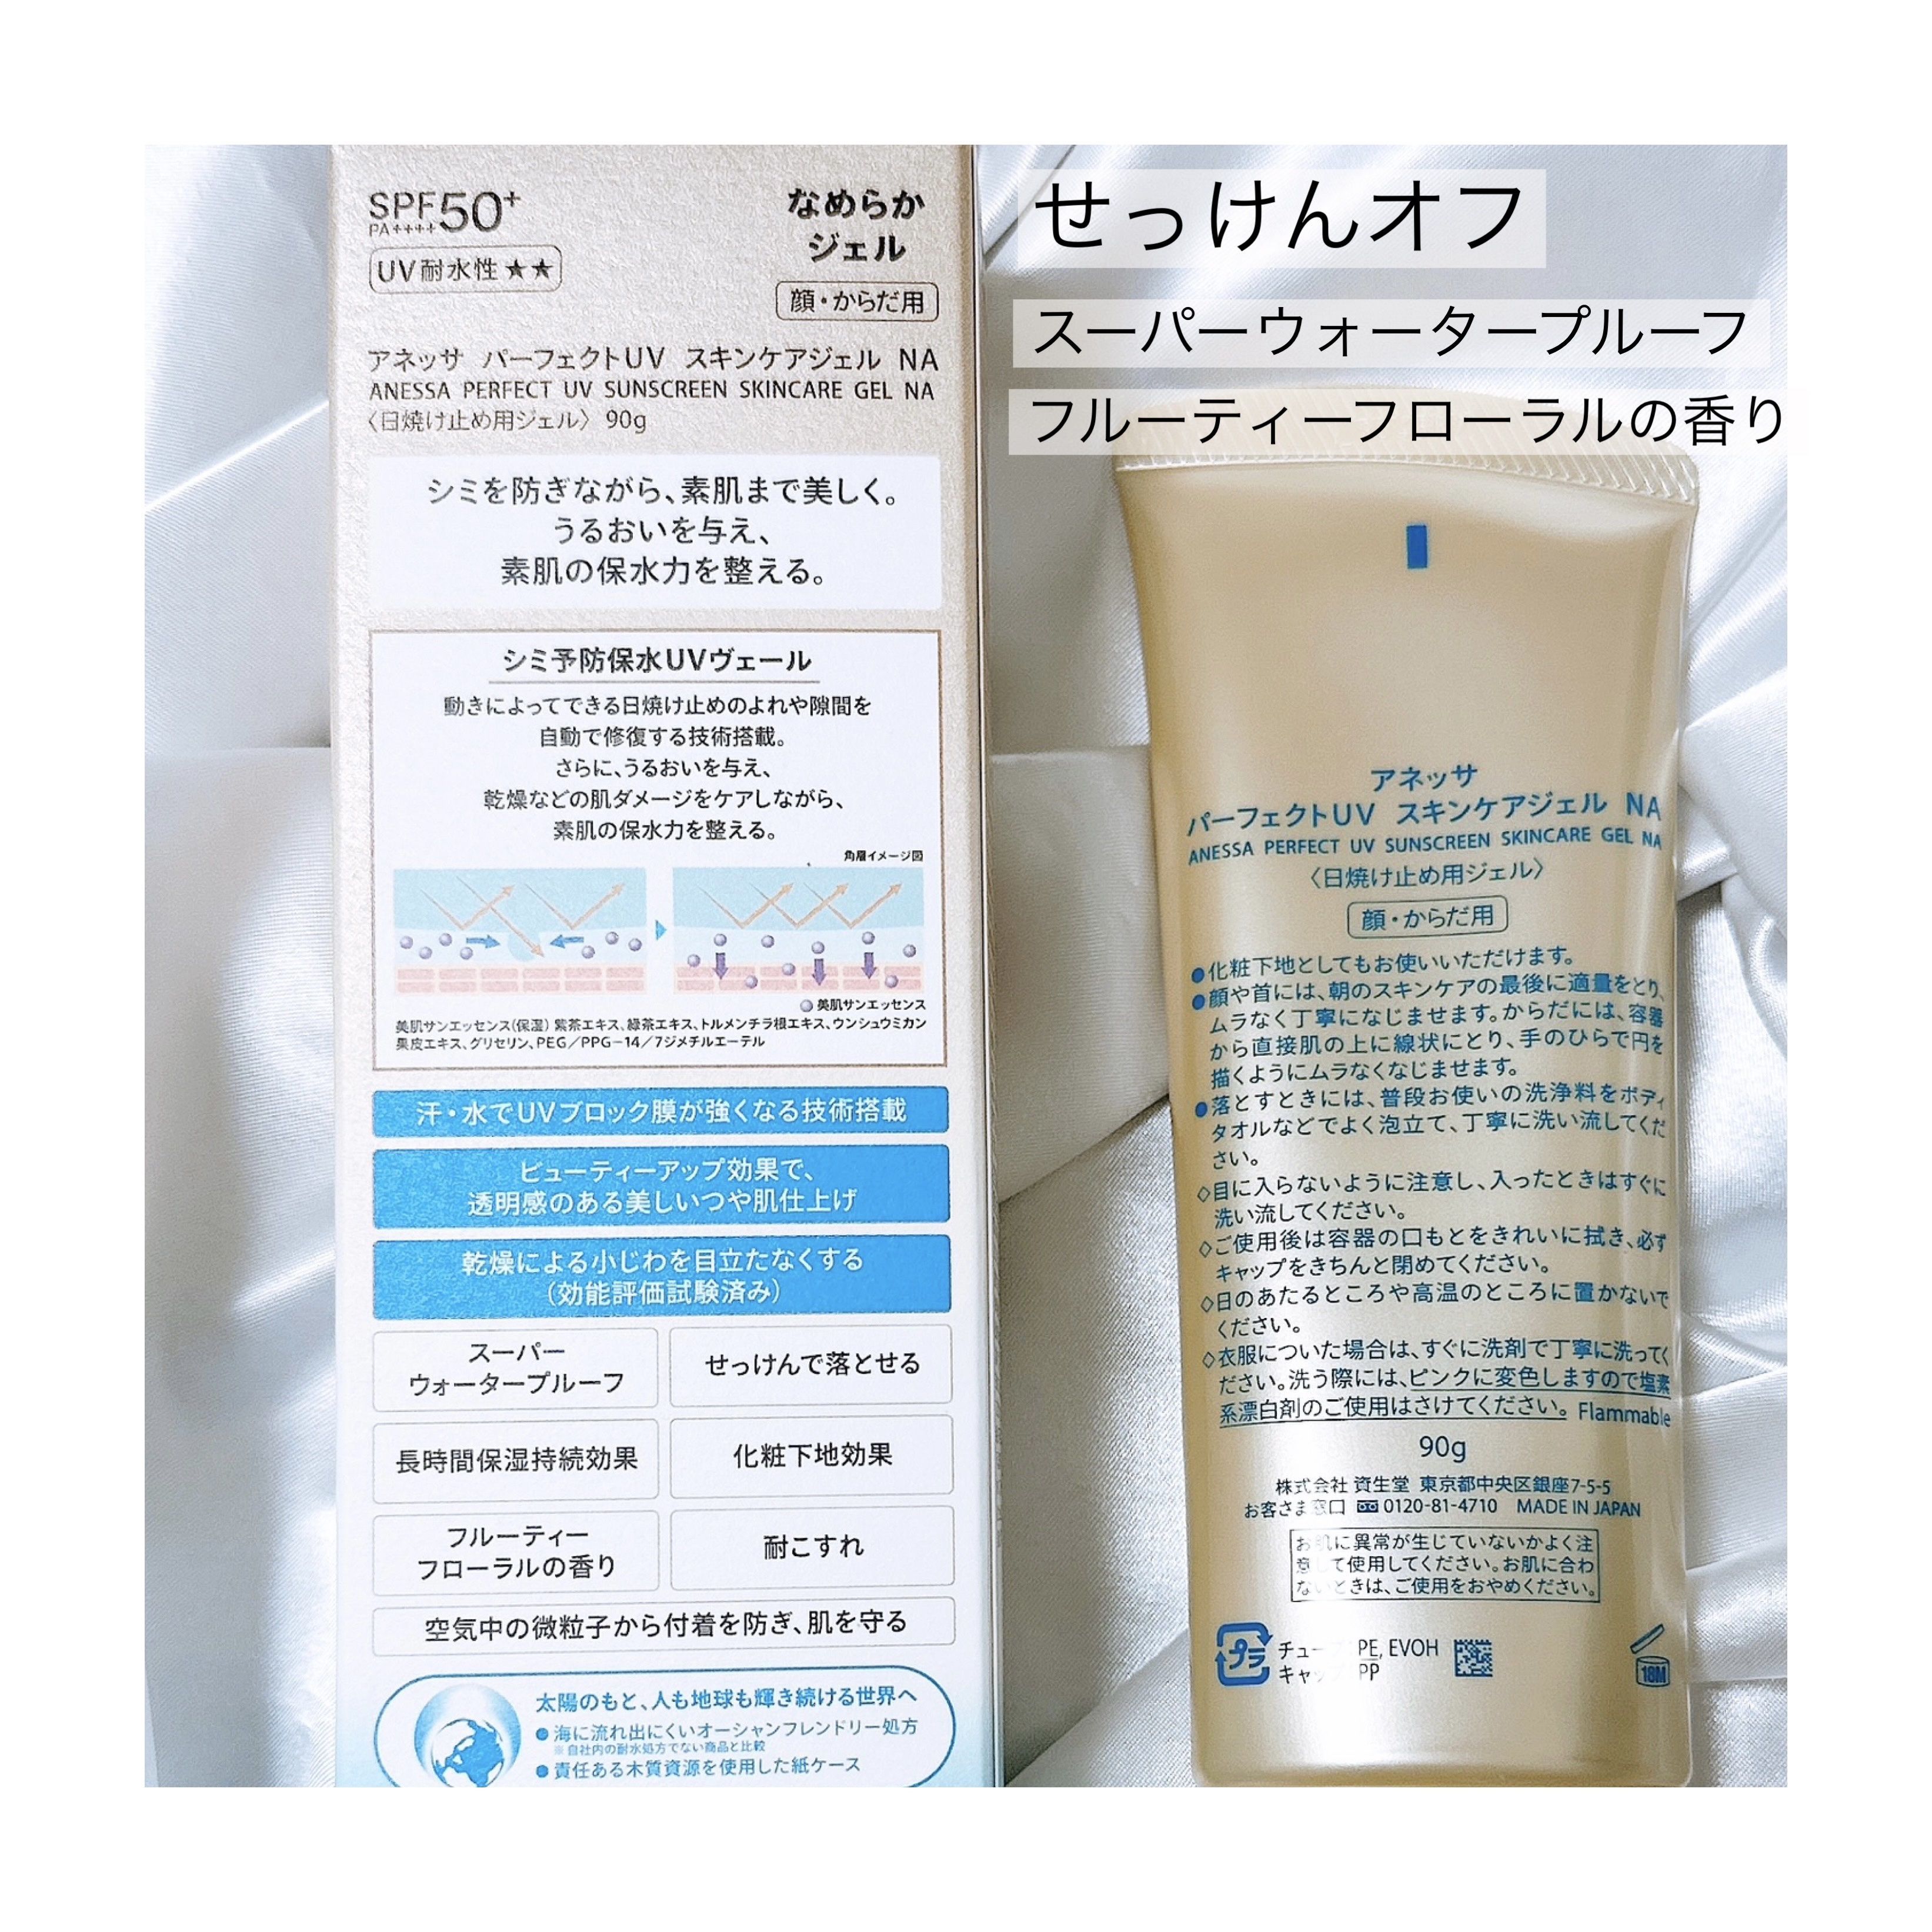 せっけんオフ
スーパーウォータープルーフ
フルーティーフローラルの香り
SPF50+
PA++++
UV耐水性★★
なめらか
ジェル
顔・からだ用
アネッサ パーフェクトUV スキンケアジェル NA
ANESSA PERFECT UV SUNSCREEN SKINCARE GEL NA
〈日焼け止め用ジェル〉 90g
シミを防ぎながら、素肌まで美しく。
うるおいを与え、
素肌の保水力を整える。
シミ予防保水UVヴェール
動きによってできる日焼け止めのよれや隙間を
自動で修復する技術搭載。
さらに、うるおいを与え、
乾燥などの肌ダメージをケアしながら、
素肌の保水力を整える。
角層イメージ図
美肌サンエッセンス
美肌サンエッセンス(保湿) 紫茶エキス、緑茶エキス、トルメンチラ根エキス、ウンシュウミカン
果皮エキス、グリセリン、PEG/PPG-14/7ジメチルエーテル
汗・水でUVブロック膜が強くなる技術搭載
ビューティーアップ効果で、
透明感のある美しいつや肌仕上げ
乾燥による小じわを目立たなくする
(効能評価試験済み)
スーパー
ウォータープルーフ
せっけんで落とせる
長時間保湿持続効果
化粧下地効果
フルーティー
フローラルの香り
耐こすれ
空気中の微粒子から付着を防ぎ、肌を守る
太陽のもと、人も地球も輝き続ける世界へ
●海に流れ出にくいオーシャンフレンドリー処方
※自社内の耐水処方でない商品と比較
●責任ある木質資源を使用した紙ケース
アネッサ
パーフェクトUV スキンケアジェル NA
ANESSA PERFECT UV SUNSCREEN SKINCARE GEL NA
〈日焼け止め用ジェル〉
顔・からだ用
●化粧下地としてもお使いいただけます。
●顔や首には、朝のスキンケアの最後に適量をとり、
ムラなく丁寧になじませます。からだには、容器
から直接肌の上に線状にとり、手のひらで円を
描くようにムラなくなじませます。
●落とすときには、普段お使いの洗浄料をボディ
タオルなどでよく泡立て、丁寧に洗い流してくだ
さい。
◇目に入らないように注意し、入ったときはすぐに
洗い流してください。
◇ご使用後は容器の口もとをきれいに拭き、必ず
キャップをきちんと閉めてください。
◇日のあたるところや高温のところに置かないで
ください。
◇衣服についた場合は、すぐに洗剤で丁寧に洗ってく
ださい。洗う際には、ピンクに変色しますので塩素
系漂白剤のご使用はさけてください。 Flammable
90g
株式会社 資生堂 東京都中央区銀座7-5-5
お客さま窓口 0120-81-4710 MADE IN JAPAN
お肌に異常が生じていないかよく注
意して使用してください。お肌に合わ
ないときは、ご使用をおやめください。
プラ
チュー PE, EVOH
キャッ PP
18M